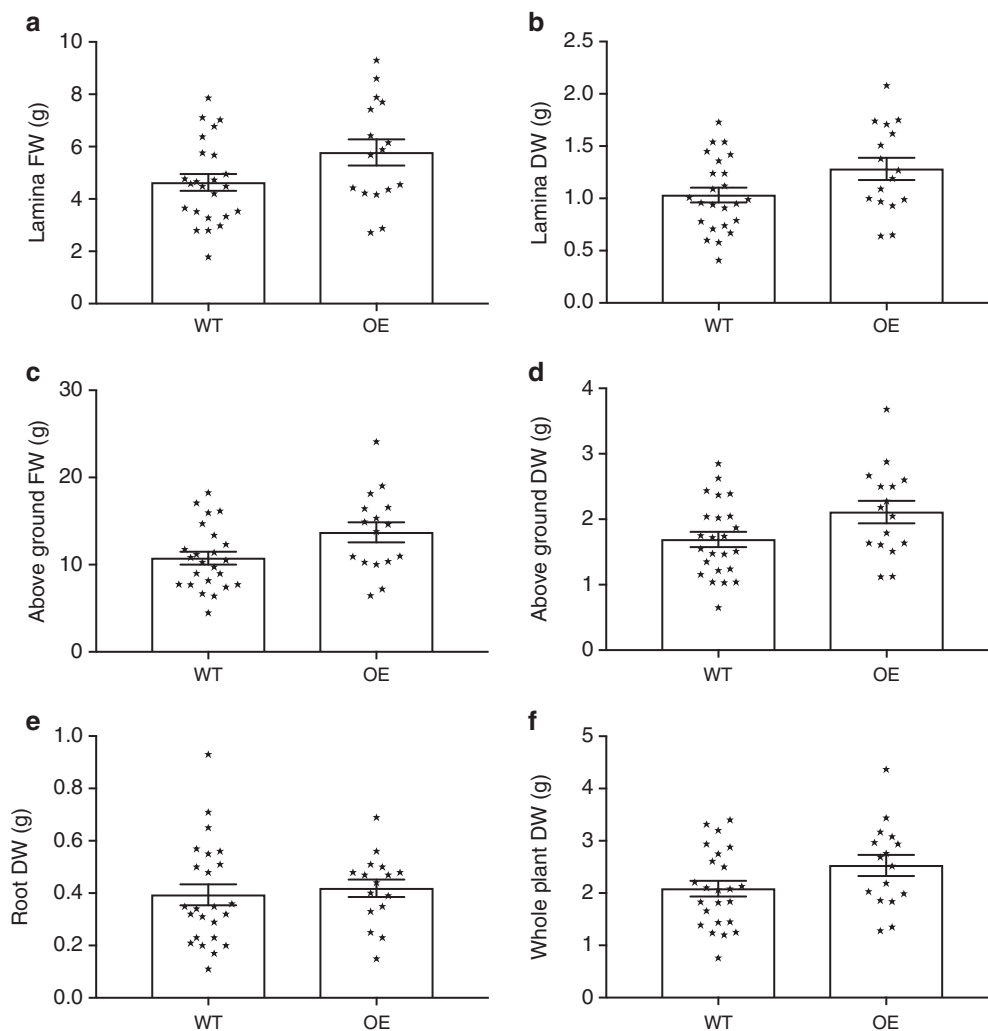 a
Lamina FW (g)
10
8
6
4
2
0
WT OE
b
Lamina DW (g)
2.5
2.0
1.5
1.0
0.5
0.0
WT OE
c
Above ground FW (g)
30
20
10
0
WT OE
d
Above ground DW (g)
4
3
2
1
0
WT OE
e
Root DW (g)
1.0
0.8
0.6
0.4
0.2
0.0
WT OE
f
Whole plant DW (g)
5
4
3
2
1
0
WT OE